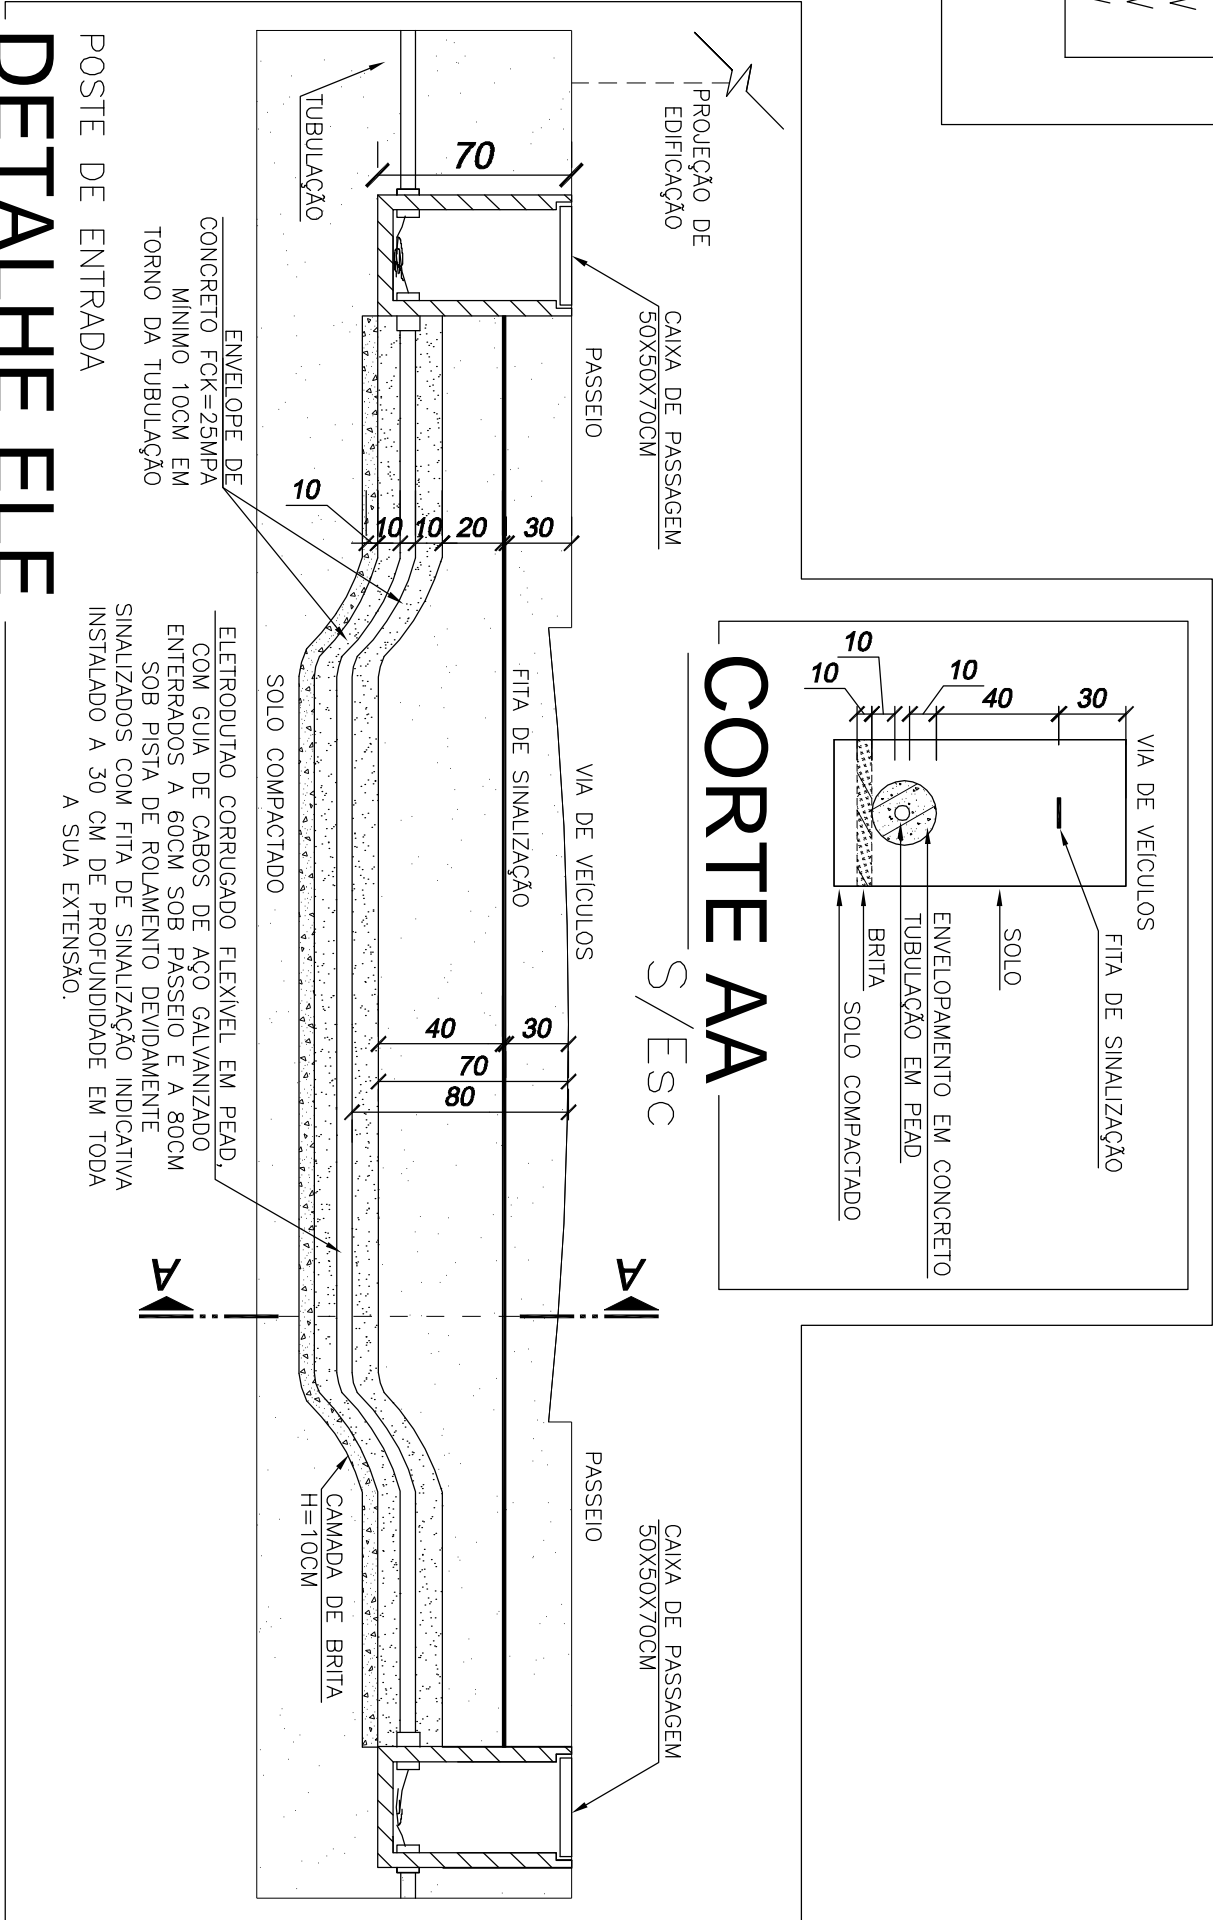 VIA DE VEÍCULOS
FITA DE SINALIZAÇÃO
SOLO
ENVELOPAMENTO EM CONCRETO
TUBULAÇÃO EM PEAD
BRITA
SOLO COMPACTADO
30
40
10
10
10
CORTE AA
S/ESC
PROJEÇÃO DE
EDIFICAÇÃO
CAIXA DE PASSAGEM
50X50X70CM
PASSEIO
VIA DE VEÍCULOS
PASSEIO
CAIXA DE PASSAGEM
50X50X70CM
A
A
70
30
20
10
10
10
FITA DE SINALIZAÇÃO
30
40
70
80
TUBULAÇÃO
SOLO COMPACTADO
ENVELOPE DE
CONCRETO FCK=25MPA
MÍNIMO 10CM EM
TORNO DA TUBULAÇÃO
ELETRODUTAO CORRUGADO FLEXÍVEL EM PEAD,
COM GUIA DE CABOS DE AÇO GALVANIZADO
ENTERRADOS A 60CM SOB PASSEIO E A 80CM
SOB PISTA DE ROLAMENTO DEVIDAMENTE
SINALIZADOS COM FITA DE SINALIZAÇÃO INDICATIVA
INSTALADO A 30 CM DE PROFUNDIDADE EM TODA
A SUA EXTENSÃO.
CAMADA DE BRITA
H=10CM
POSTE DE ENTRADA
DETALHE ELE